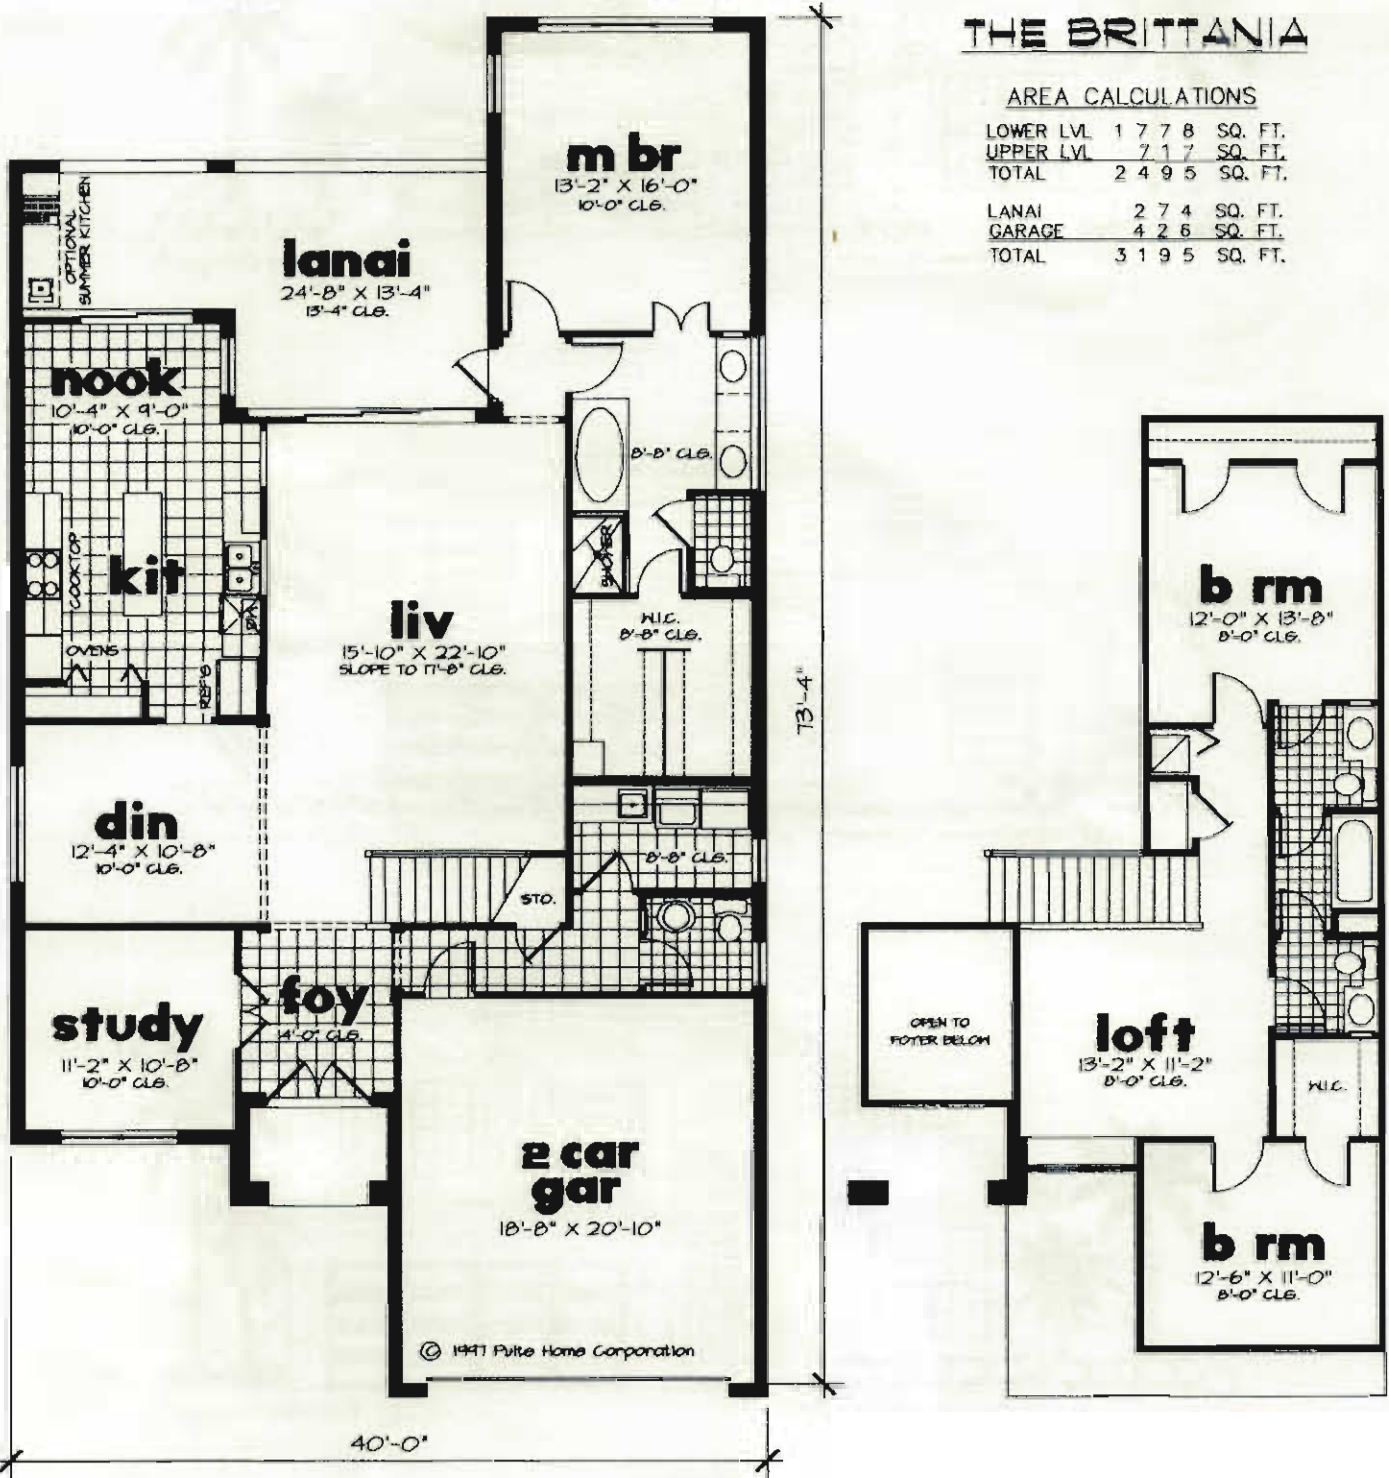 THE BRITTANIA
AREA CALCULATIONS
LOWER LVL 1778 SQ. FT.
UPPER LVL 717 SQ. FT.
TOTAL 2495 SQ. FT.
LANAI 274 SQ. FT.
GARAGE 426 SQ. FT.
TOTAL 3195 SQ. FT.
m br
13'-2" X 16'-0"
10'-0" CLG.
OPTIONAL
SUMMER KITCHEN
lanai
24'-8" X 13'-4"
13'-4" CLG.
nook
10'-4" X 9'-0"
10'-0" CLG.
8'-8" CLG.
COOKTOP
kit
DW
SHOWER
OVENS
REF'G
liv
15'-10" X 22'-10"
SLOPE TO 17'-8" CLG.
W.I.C.
8'-8" CLG.
73'-4"
din
12'-4" X 10'-8"
10'-0" CLG.
8'-8" CLG.
STO.
study
11'-2" X 10'-8"
10'-0" CLG.
foy
14'-0" CLG.
2 car
gar
18'-8" X 20'-10"
© 1997 Pulte Home Corporation
40'-0"
b rm
12'-0" X 13'-8"
8'-0" CLG.
OPEN TO
FOYER BELOW
loft
13'-2" X 11'-2"
8'-0" CLG.
W.I.C.
b rm
12'-6" X 11'-0"
8'-0" CLG.